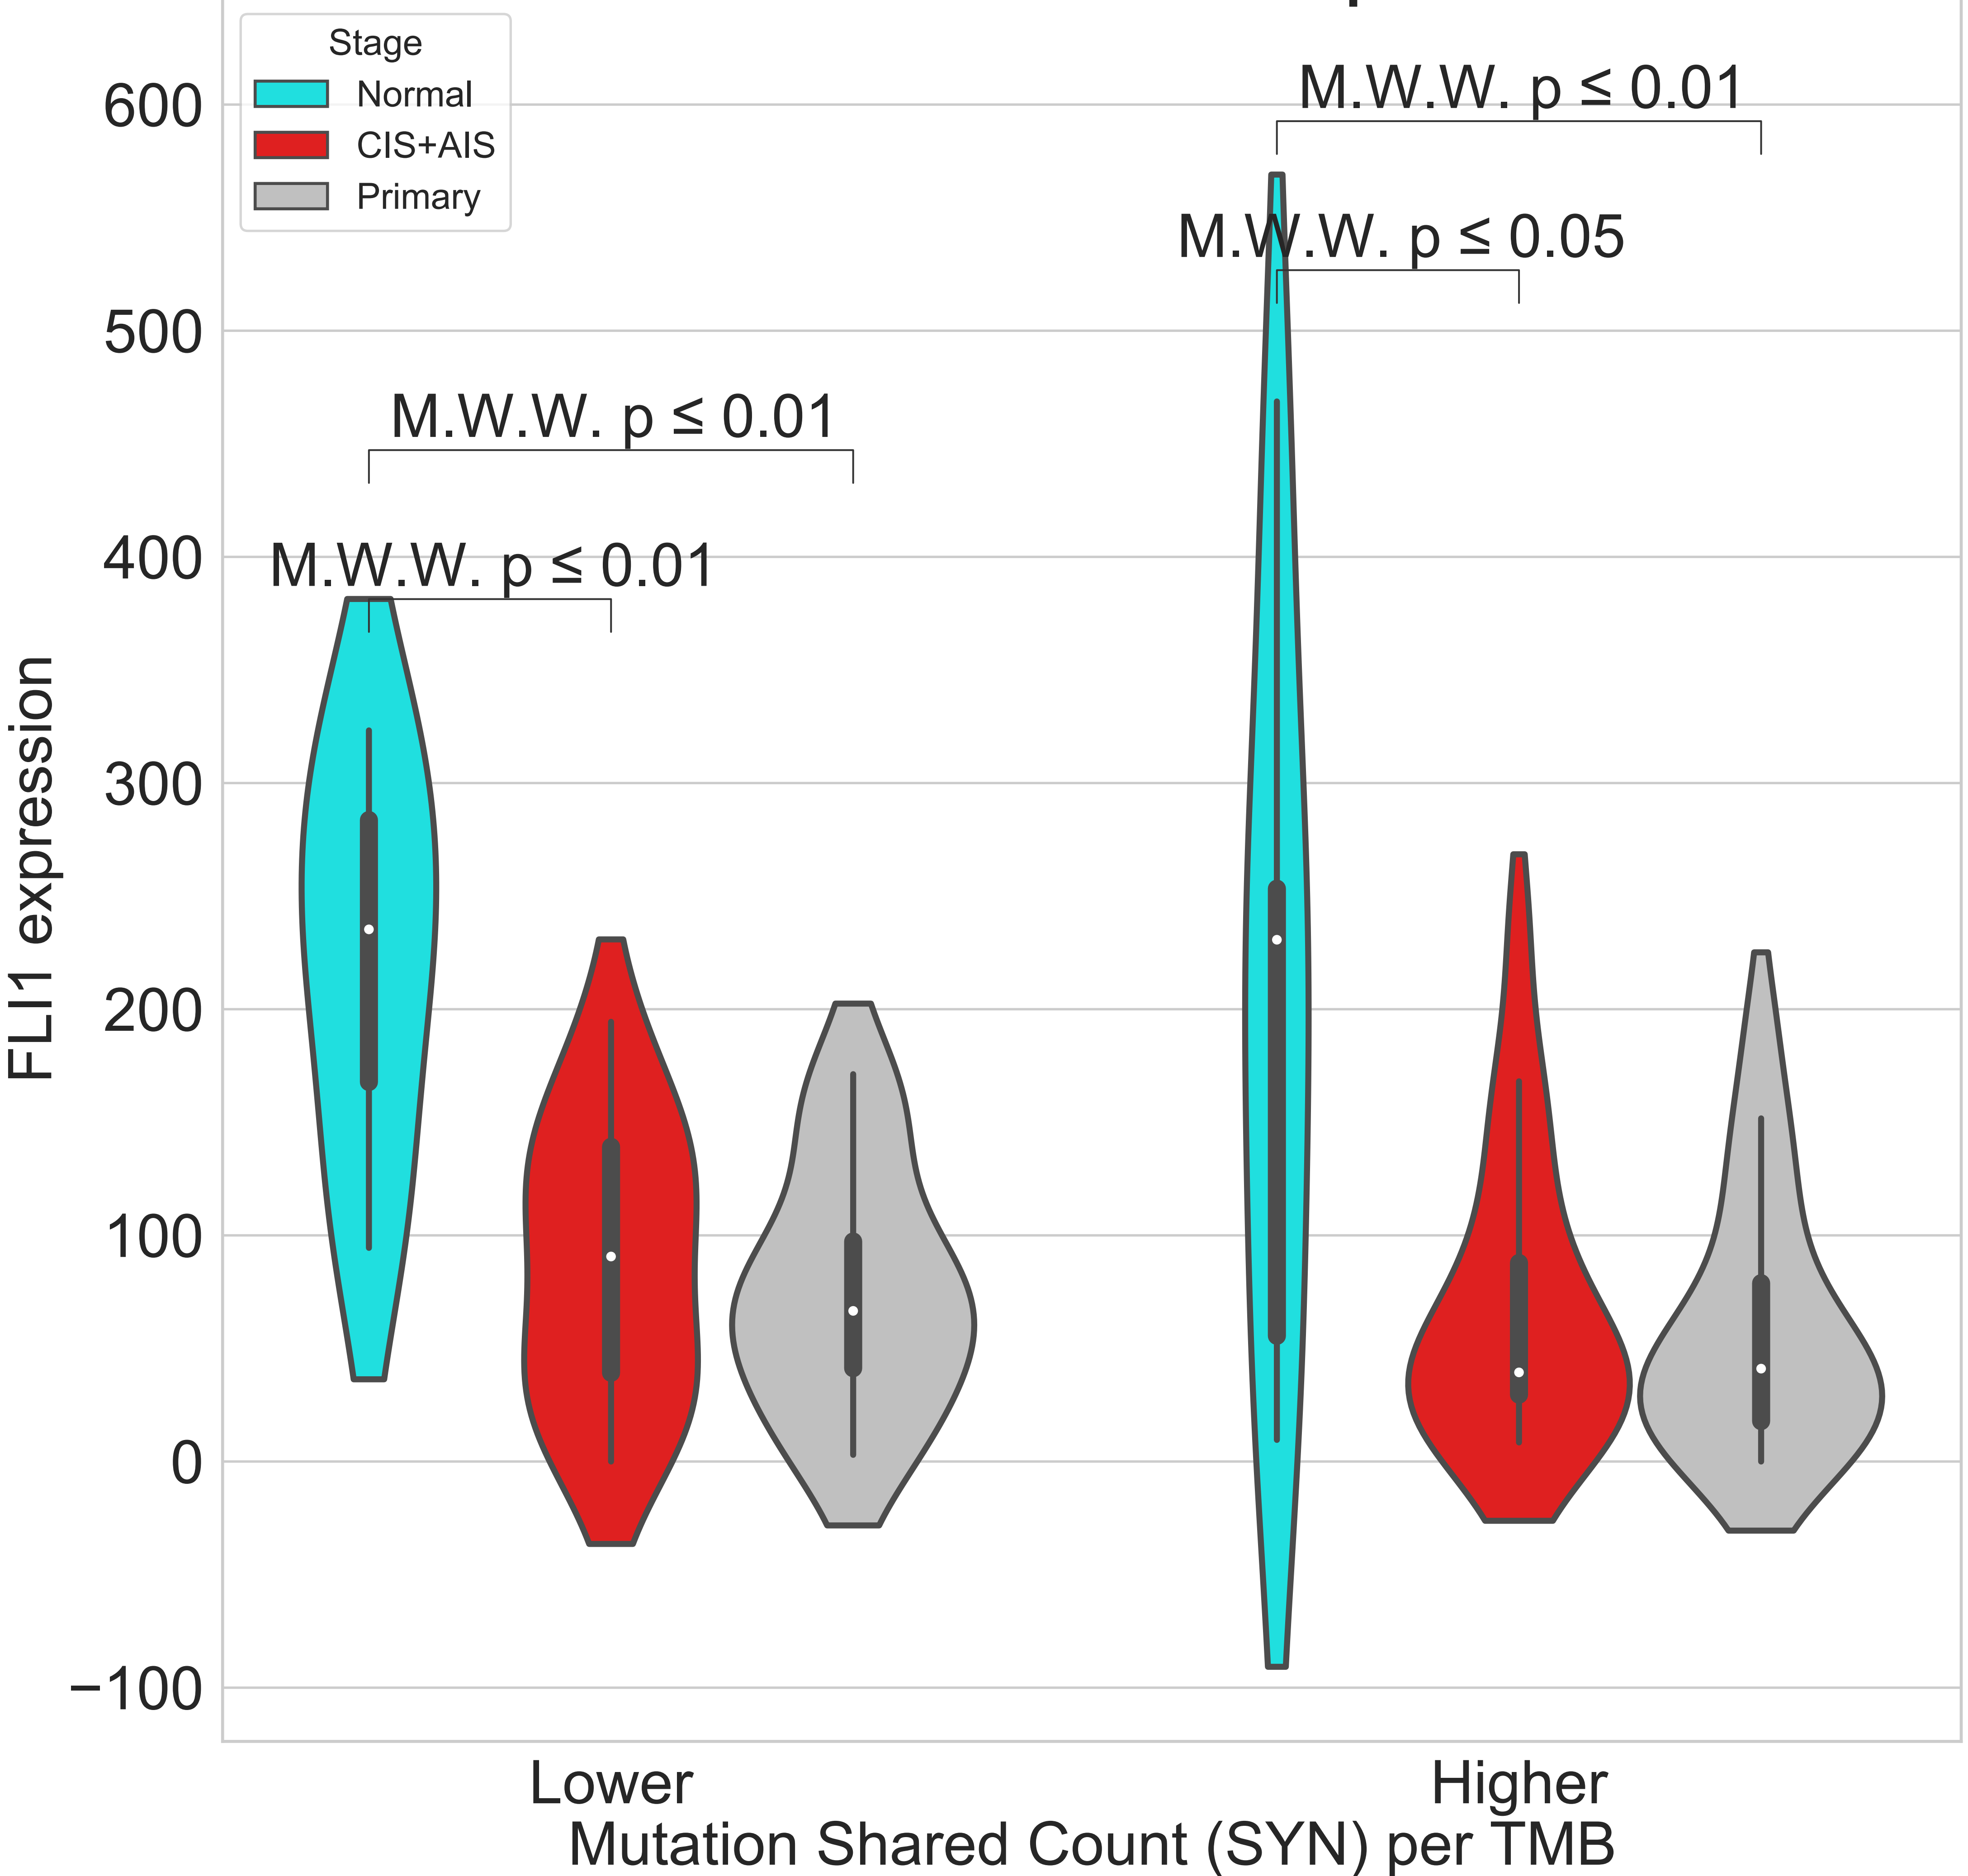 Stage
Normal
CIS+AIS
Primary
M.W.W. p ≤ 0.01
M.W.W. p ≤ 0.05
M.W.W. p ≤ 0.01
M.W.W. p ≤ 0.01
600
500
400
300
200
100
0
−100
FLI1 expression
Lower
Higher
Mutation Shared Count (SYN) per TMB